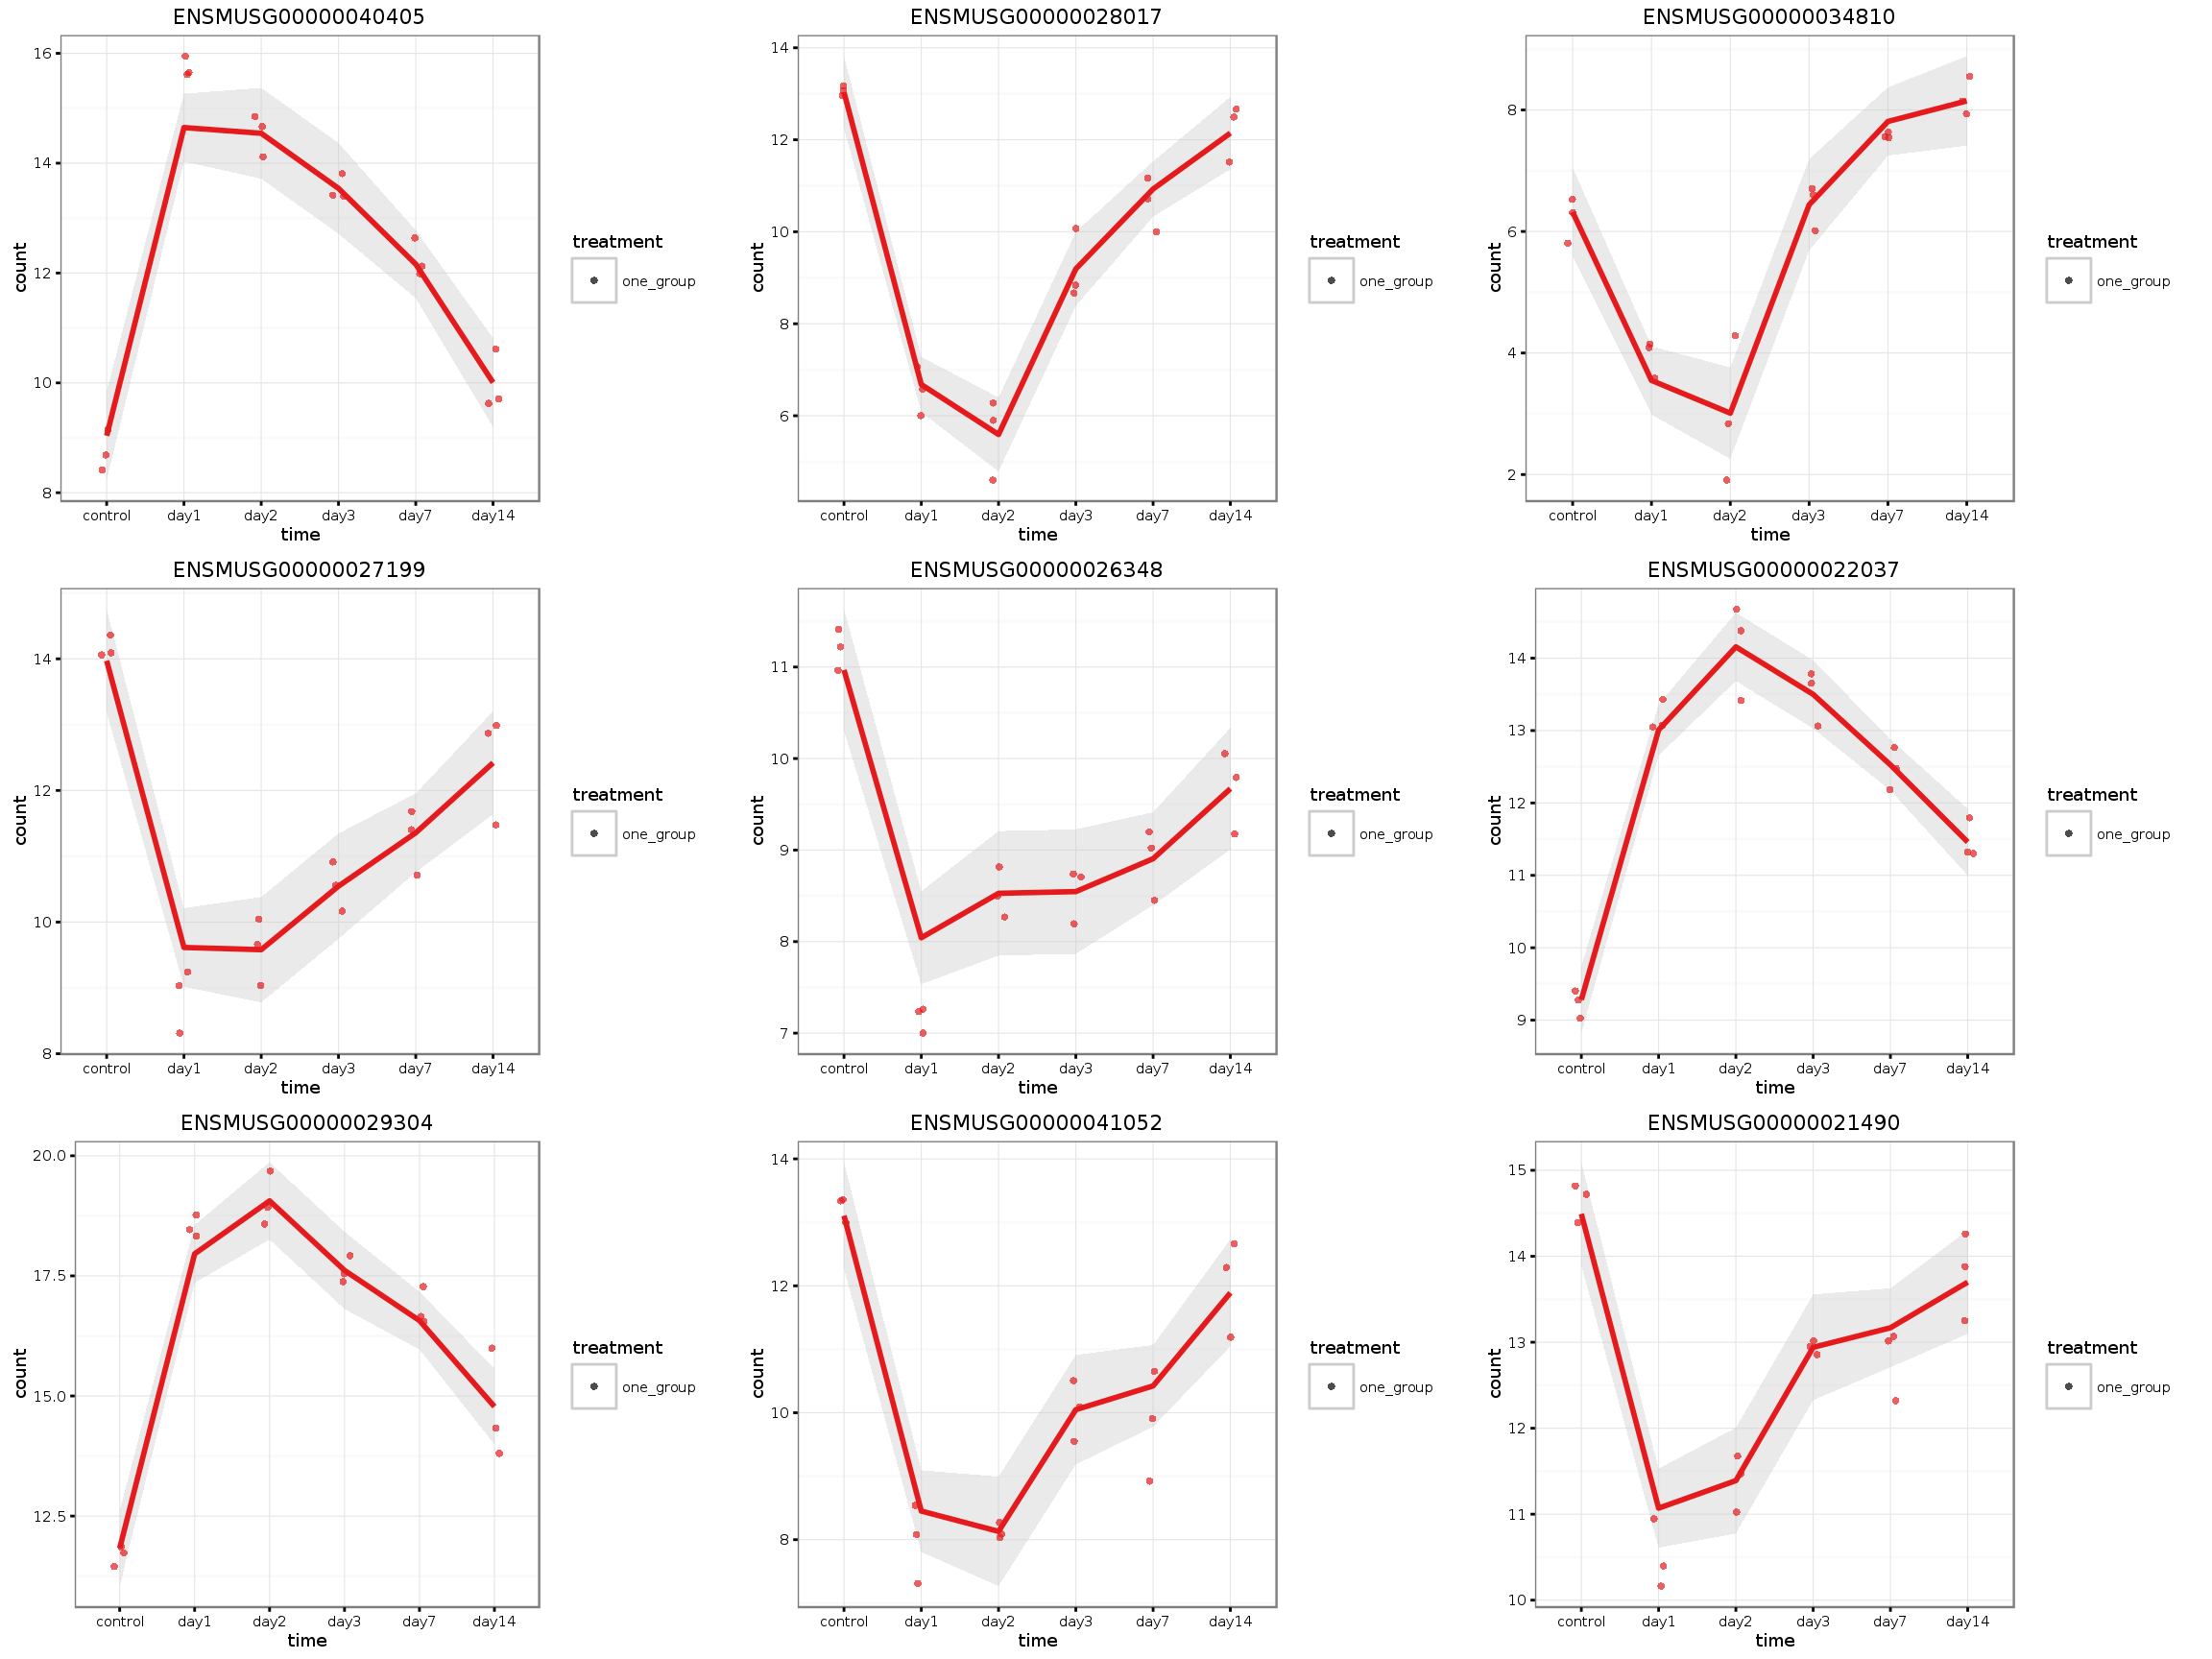 ENSMUSG00000040405
16
14
12
10
8
count
control day1 day2 day3 day7 day14
time
treatment
one_group
ENSMUSG00000028017
14
12
10
8
6
count
control day1 day2 day3 day7 day14
time
treatment
one_group
ENSMUSG00000034810
8
6
4
2
count
control day1 day2 day3 day7 day14
time
treatment
one_group
ENSMUSG00000027199
14
12
10
8
count
control day1 day2 day3 day7 day14
time
treatment
one_group
ENSMUSG00000026348
11
10
9
8
7
count
control day1 day2 day3 day7 day14
time
treatment
one_group
ENSMUSG00000022037
14
13
12
11
10
9
count
control day1 day2 day3 day7 day14
time
treatment
one_group
ENSMUSG00000029304
20.0
17.5
15.0
12.5
count
control day1 day2 day3 day7 day14
time
treatment
one_group
ENSMUSG00000041052
14
12
10
8
count
control day1 day2 day3 day7 day14
time
treatment
one_group
ENSMUSG00000021490
15
14
13
12
11
10
count
control day1 day2 day3 day7 day14
time
treatment
one_group